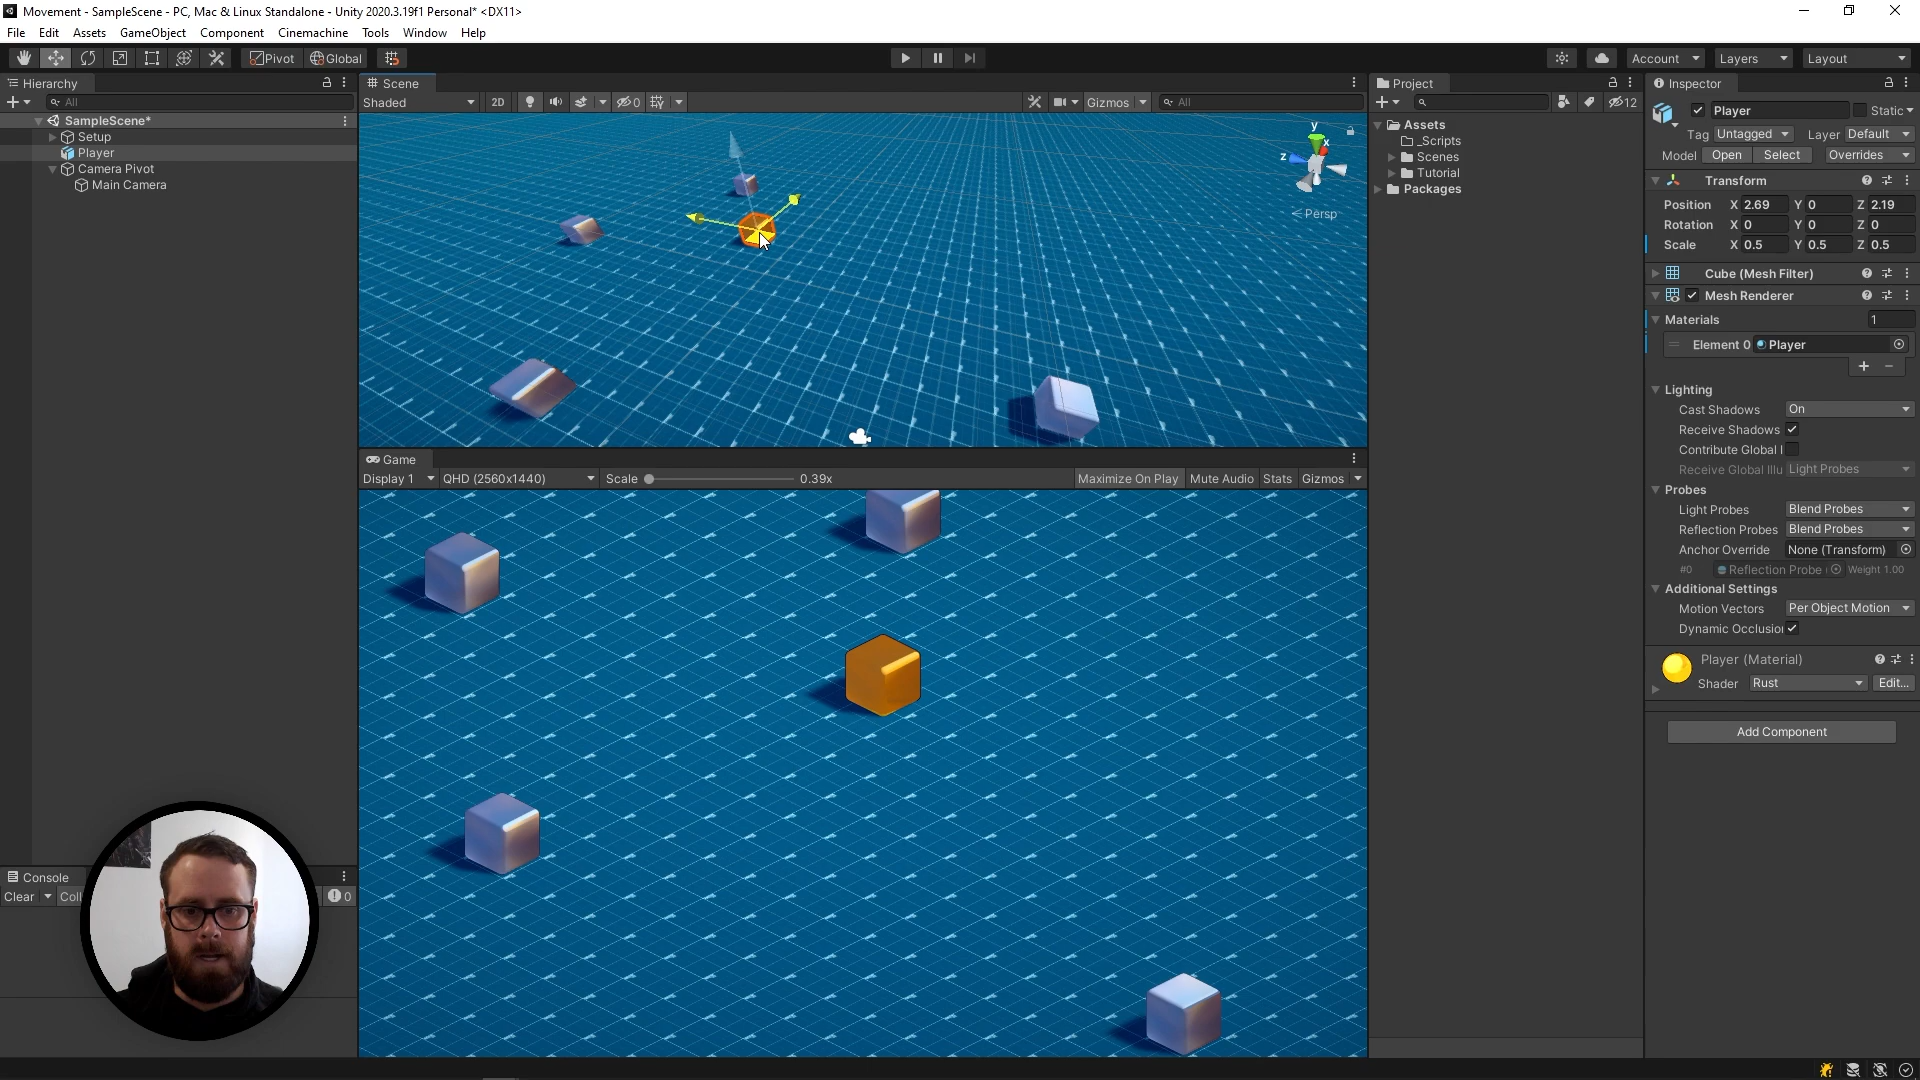 Movement - SampleScene - PC, Mac & Linux Standalone - Unity 2020.3.19f1 Personal* <DX11>
File Edit Assets GameObject Component Cinemachine Tools Window Help
Pivot Global Account Layers Layout
Hierarchy
All
SampleScene*
Setup
Player
Camera Pivot
Main Camera
Scene
Shaded 2D 0 Gizmos All
y
x
z
Persp
Game
Display 1 QHD (2560x1440) Scale 0.39x Maximize On Play Mute Audio Stats Gizmos
Console
Clear Coll 0
Project
12
Assets
_Scripts
Scenes
Tutorial
Packages
Inspector
Player Static
Tag Untagged Layer Default
Model Open Select Overrides
Transform
Position X 2.69 Y 0 Z 2.19
Rotation X 0 Y 0 Z 0
Scale X 0.5 Y 0.5 Z 0.5
Cube (Mesh Filter)
Mesh Renderer
Materials 1
Element 0 Player
Lighting
Cast Shadows On
Receive Shadows
Contribute Global I
Receive Global Illu Light Probes
Probes
Light Probes Blend Probes
Reflection Probes Blend Probes
Anchor Override None (Transform)
#0 Reflection Probe Weight 1.00
Additional Settings
Motion Vectors Per Object Motion
Dynamic Occlusio
Player (Material)
Shader Rust Edit...
Add Component